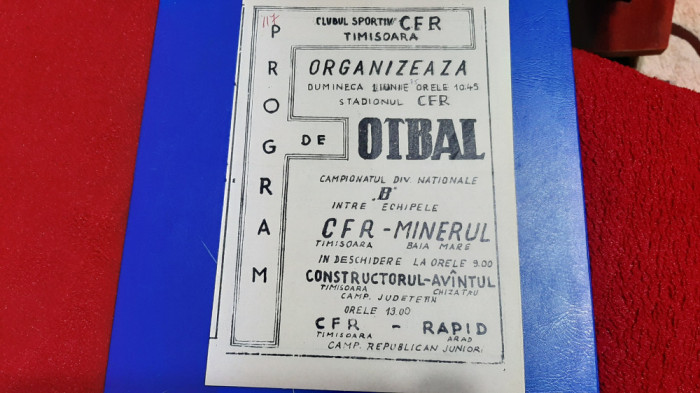 117
PROGRAM
CLUBUL SPORTIV CFR
TIMISOARA
ORGANIZEAZA
DUMINECA IUNIE ORELE 10.45
STADIONUL CFR
DE OTBAL
CAMPIONATUL DIV NATIONALE
„B"
INTRE ECHIPELE
CFR - MINERUL
TIMISOARA BAIA MARE
IN DESCHIDERE LA ORELE 9.00
CONSTRUCTORUL-AVÎNTUL
TIMISOARA GHIZATAU
CAMP. JUDETEAN
ORELE 13.00
CFR - RAPID
TIMISOARA ARAD
CAMP. REPUBLICAN JUNIORI